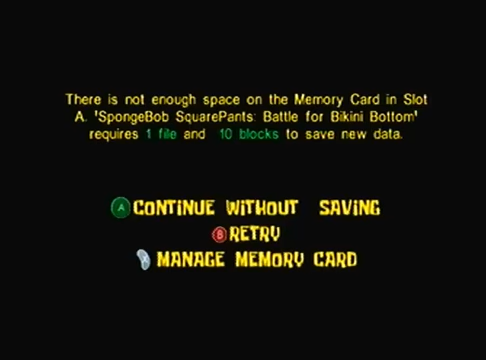 There is not enough space on the Memory Card in Slot
A. 'SpongeBob SquarePants: Battle for Bikini Bottom'
requires 1 file and 10 blocks to save new data.
A CONTINUE WITHOUT SAVING
B RETRY
X MANAGE MEMORY CARD